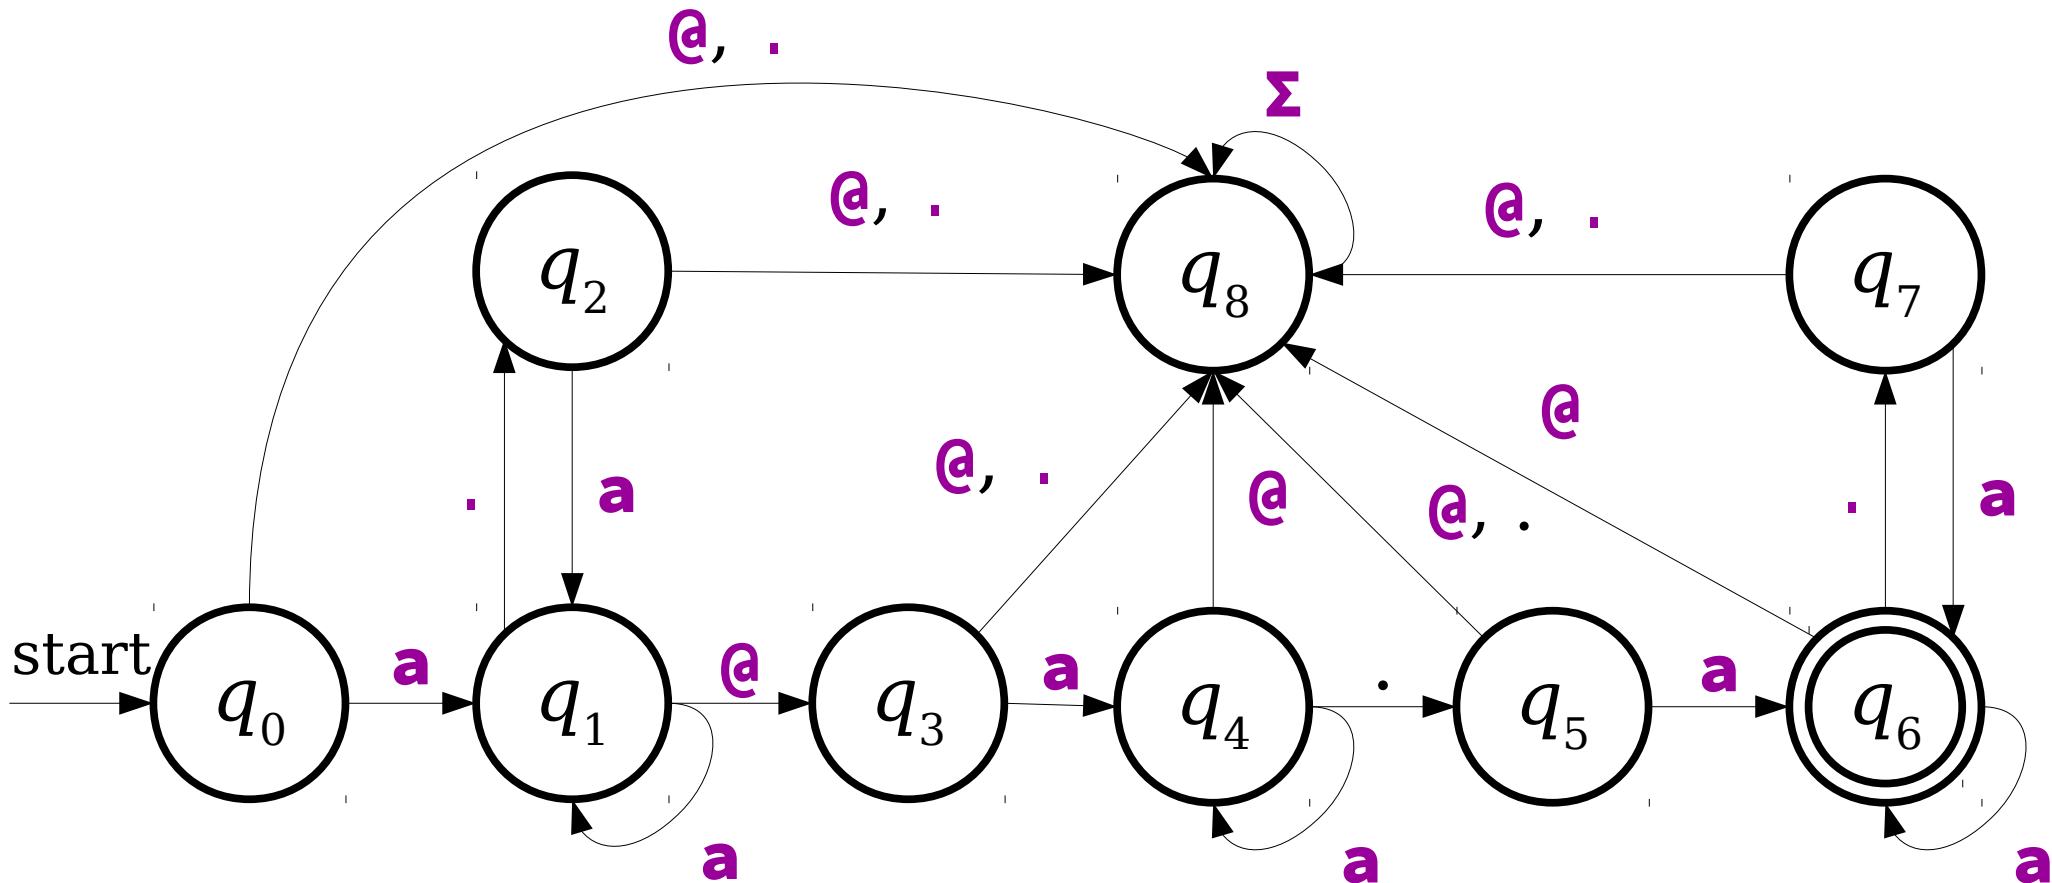 @, .
Σ
@, .
@, .
q2
q8
q7
@
@, .
@
@, .
.
a
.
a
start
a
@
a
.
a
q0
q1
q3
q4
q5
q6
a
a
a